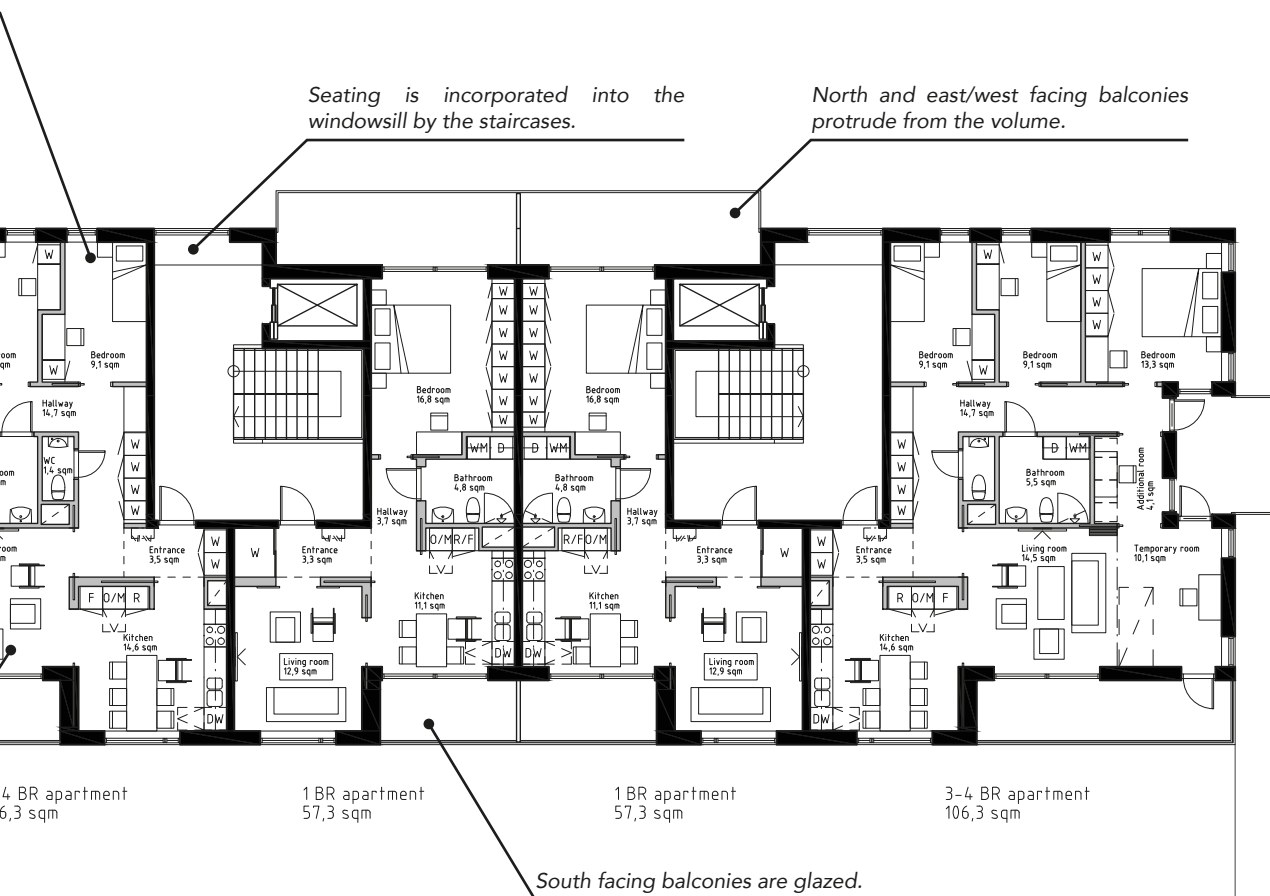 Seating is incorporated into the
windowsill by the staircases.
North and east/west facing balconies
protrude from the volume.
W
W
Bedroom
9,1 sqm
Hallway
14,7 sqm
WC
1,4 sqm
W
W
W
W
Entrance
3,5 sqm
W
W
F O/M R
Kitchen
14,6 sqm
DW
W
Entrance
3,3 sqm
Living room
12,9 sqm
Bedroom
16,8 sqm
W
W
W
W
W
W
W
WM D
Bathroom
4,8 sqm
Hallway
3,7 sqm
O/M R/F
Kitchen
11,1 sqm
DW
W
W
W
W
W
W
W
Bedroom
16,8 sqm
D WM
Bathroom
4,8 sqm
Hallway
3,7 sqm
R/F O/M
Kitchen
11,1 sqm
DW
Entrance
3,3 sqm
W
Living room
12,9 sqm
W
W
Entrance
3,5 sqm
R O/M F
Kitchen
14,6 sqm
DW
W
W
W
W
Bedroom
9,1 sqm
W
W
Bedroom
9,1 sqm
W
W
W
W
Bedroom
13,3 sqm
Hallway
14,7 sqm
D WM
Bathroom
5,5 sqm
Additional room
4,1 sqm
Living room
14,5 sqm
Temporary room
10,1 sqm
4 BR apartment
6,3 sqm
1 BR apartment
57,3 sqm
1 BR apartment
57,3 sqm
3-4 BR apartment
106,3 sqm
South facing balconies are glazed.